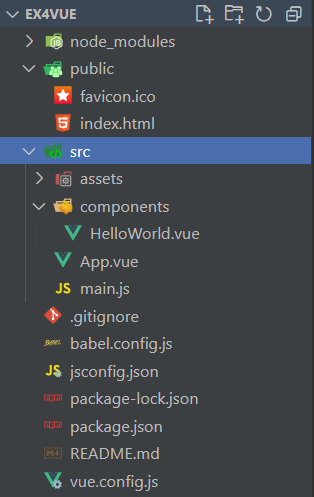 EX4VUE
node_modules
public
favicon.ico
index.html
src
assets
components
HelloWorld.vue
App.vue
JS main.js
.gitignore
BABEL babel.config.js
JS jsconfig.json
package-lock.json
package.json
README.md
vue.config.js